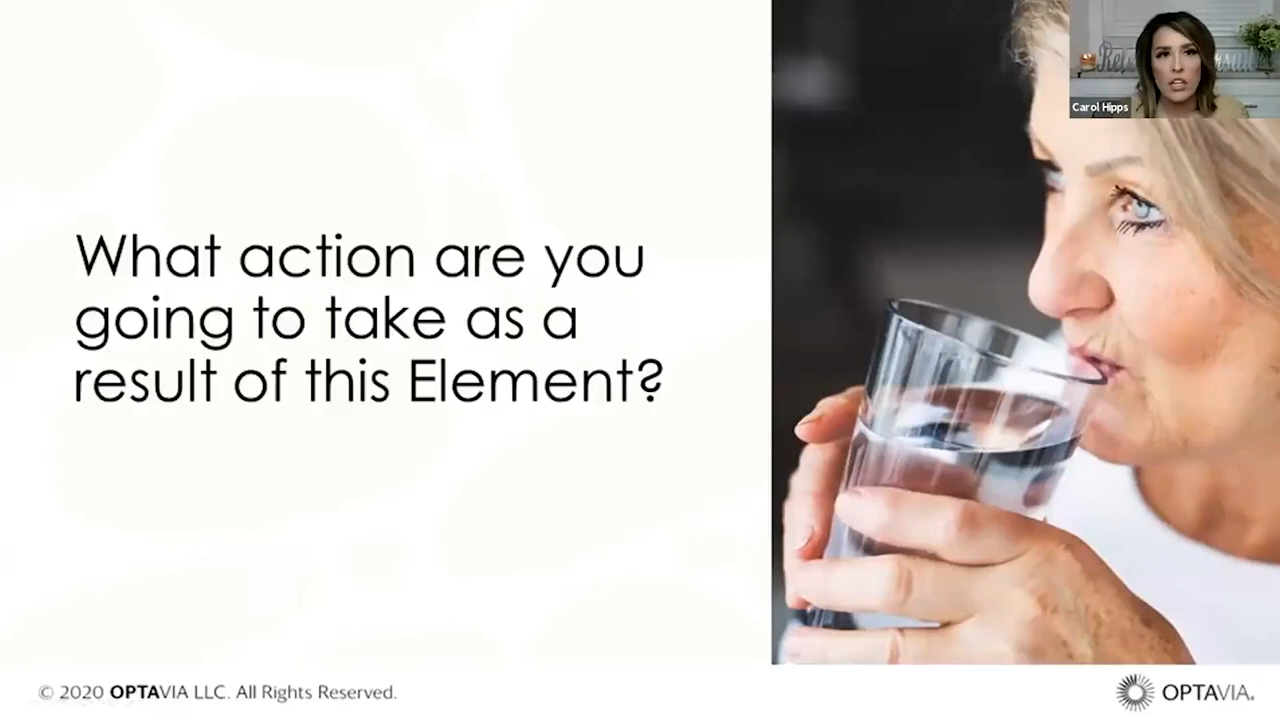 Carol Hipps
What action are you
going to take as a
result of this Element?
© 2020 OPTAVIA LLC. All Rights Reserved.
OPTAVIA®